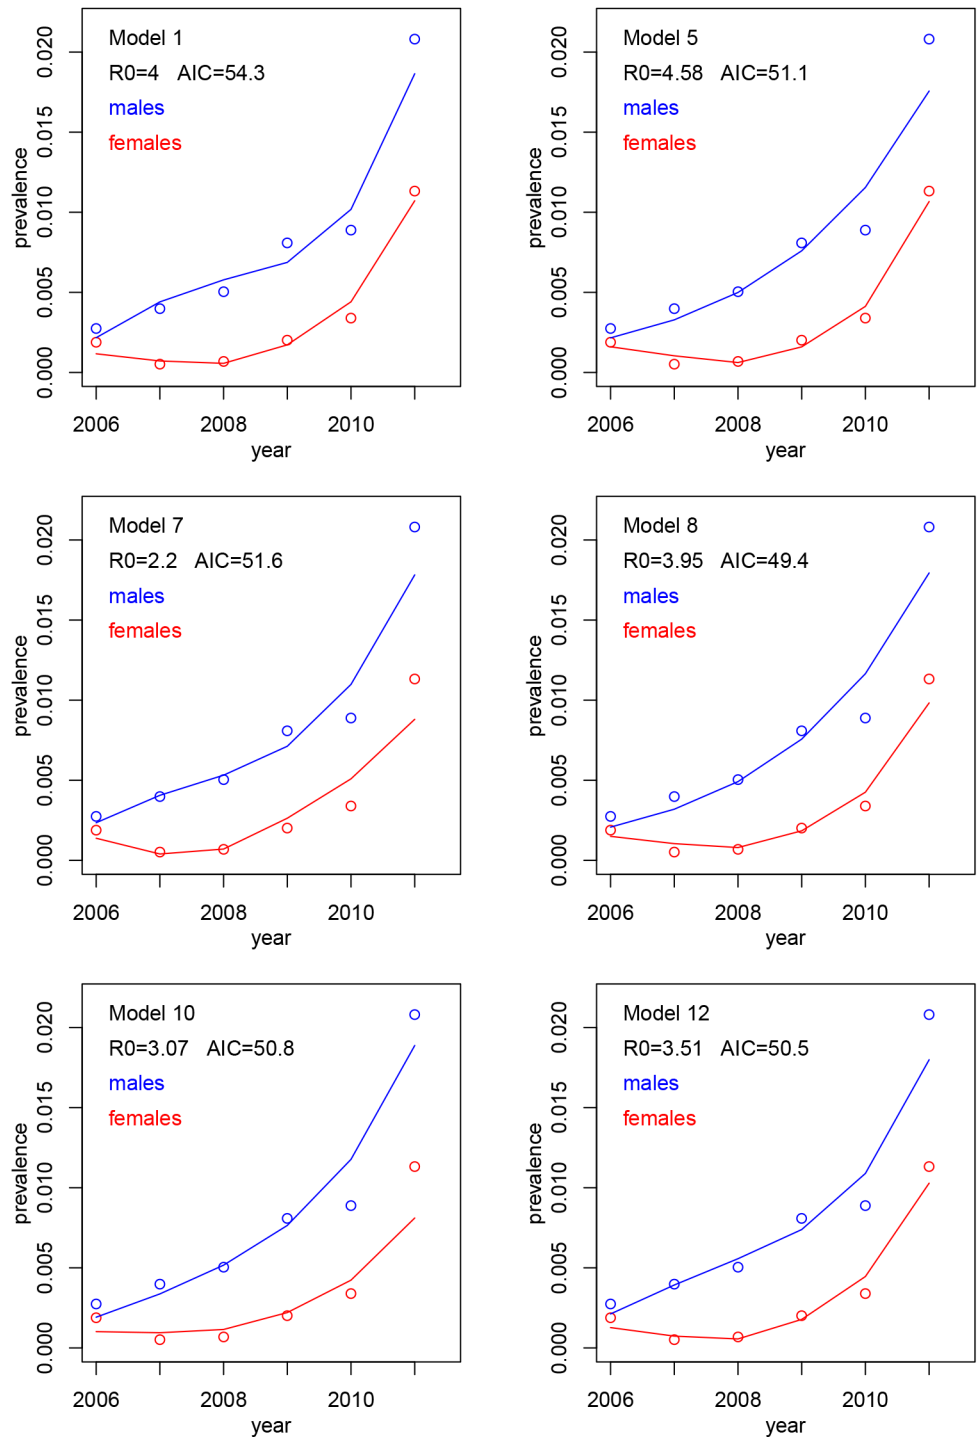 Model 1
R0=4 AIC=54.3
males
females
prevalence
0.020
0.015
0.010
0.005
0.000
2006 2008 2010
year
Model 5
R0=4.58 AIC=51.1
males
females
prevalence
0.020
0.015
0.010
0.005
0.000
2006 2008 2010
year
Model 7
R0=2.2 AIC=51.6
males
females
prevalence
0.020
0.015
0.010
0.005
0.000
2006 2008 2010
year
Model 8
R0=3.95 AIC=49.4
males
females
prevalence
0.020
0.015
0.010
0.005
0.000
2006 2008 2010
year
Model 10
R0=3.07 AIC=50.8
males
females
prevalence
0.020
0.015
0.010
0.005
0.000
2006 2008 2010
year
Model 12
R0=3.51 AIC=50.5
males
females
prevalence
0.020
0.015
0.010
0.005
0.000
2006 2008 2010
year